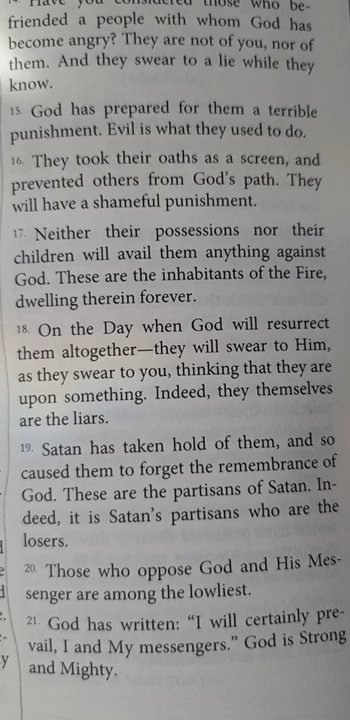 14. Have you considered those who be-
friended a people with whom God has
become angry? They are not of you, nor of
them. And they swear to a lie while they
know.
15. God has prepared for them a terrible
punishment. Evil is what they used to do.
16. They took their oaths as a screen, and
prevented others from God’s path. They
will have a shameful punishment.
17. Neither their possessions nor their
children will avail them anything against
God. These are the inhabitants of the Fire,
dwelling therein forever.
18. On the Day when God will resurrect
them altogether—they will swear to Him,
as they swear to you, thinking that they are
upon something. Indeed, they themselves
are the liars.
19. Satan has taken hold of them, and so
caused them to forget the remembrance of
God. These are the partisans of Satan. In-
deed, it is Satan’s partisans who are the
losers.
20. Those who oppose God and His Mes-
senger are among the lowliest.
21. God has written: “I will certainly pre-
vail, I and My messengers.” God is Strong
and Mighty.